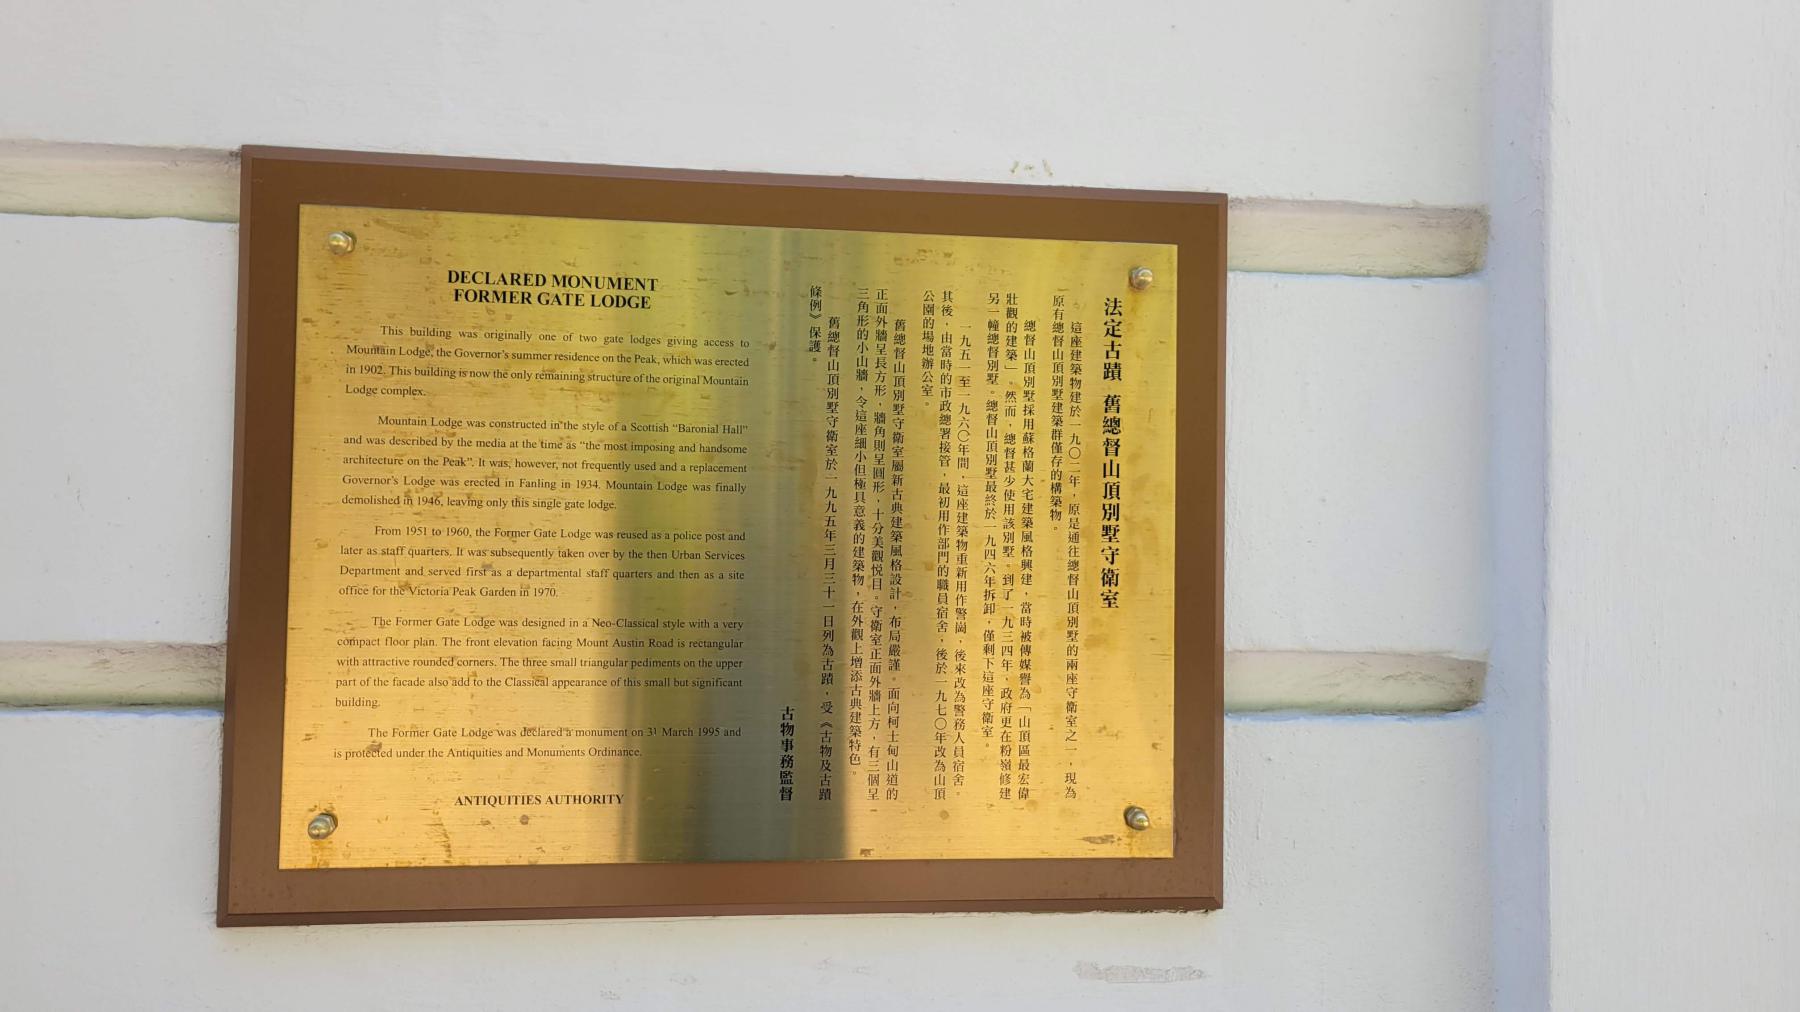 DECLARED MONUMENT
FORMER GATE LODGE
This building was originally one of two gate lodges giving access to
Mountain Lodge, the Governor's summer residence on the Peak, which was erected
in 1902. This building is now the only remaining structure of the original Mountain
Lodge complex.
Mountain Lodge was constructed in the style of a Scottish “Baronial Hall”
and was described by the media at the time as “the most imposing and handsome
architecture on the Peak”. It was, however, not frequently used and a replacement
Governor's Lodge was erected in Fanling in 1934. Mountain Lodge was finally
demolished in 1946, leaving only this single gate lodge.
From 1951 to 1960, the Former Gate Lodge was reused as a police post and
later as staff quarters. It was subsequently taken over by the then Urban Services
Department and served first as a departmental staff quarters and then as a site
office for the Victoria Peak Garden in 1970.
The Former Gate Lodge was designed in a Neo-Classical style with a very
compact floor plan. The front elevation facing Mount Austin Road is rectangular
with attractive rounded corners. The three small triangular pediments on the upper
part of the facade also add to the Classical appearance of this small but significant
building.
The Former Gate Lodge was declared a monument on 31 March 1995 and
is protected under the Antiquities and Monuments Ordinance.
ANTIQUITIES AUTHORITY
法定古蹟 舊總督山頂別墅守衛室
這座建築物建於一九〇二年，原是通往總督山頂別墅的兩座守衛室之一，現為
原有總督山頂別墅建築群僅存的構築物。
總督山頂別墅採用蘇格蘭大宅建築風格興建，當時被傳媒譽為「山頂區最宏偉
壯觀的建築」。然而，總督甚少使用該別墅。到了一九三四年，政府更在粉嶺修建
另一幢總督別墅。總督山頂別墅最終於一九四六年拆卸，僅剩下這座守衛室。
一九五一至一九六〇年間，這座建築物重新用作警崗，後來改為警務人員宿舍。
其後，由當時的市政總署接管，最初用作部門的職員宿舍，後於一九七〇年改為山頂
公園的場地辦公室。
舊總督山頂別墅守衛室屬新古典建築風格設計，布局嚴謹。面向柯士甸山道的
正面外牆呈長方形，牆角則呈圓形，十分美觀悅目。守衛室正面外牆上方，有三個呈
三角形的小山牆，令這座細小但極具意義的建築物，在外觀上增添古典建築特色。
舊總督山頂別墅守衛室於一九九五年三月三十一日列為古蹟，受《古物及古蹟
條例》保護。
古物事務監督